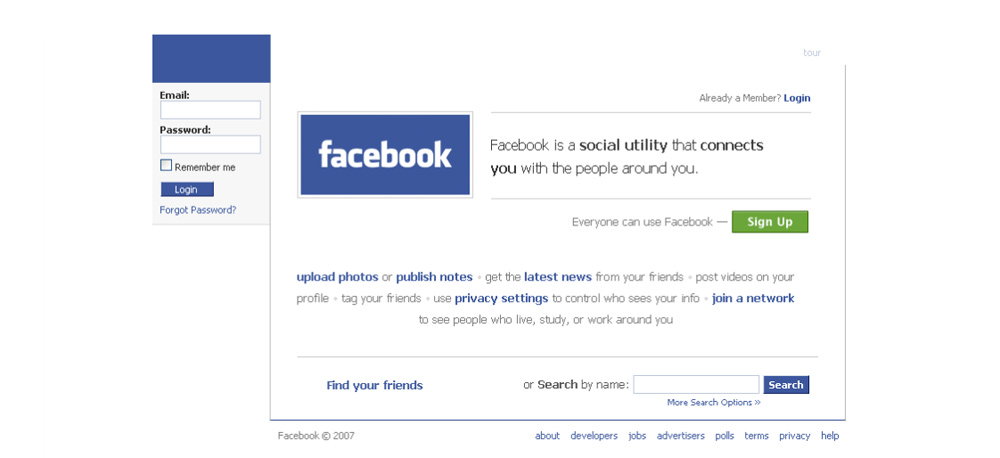 tour
Email:
Password:
Remember me
Login
Forgot Password?
Already a Member? Login
facebook
Facebook is a social utility that connects
you with the people around you.
Everyone can use Facebook — Sign Up
upload photos or publish notes • get the latest news from your friends • post videos on your
profile • tag your friends • use privacy settings to control who sees your info • join a network
to see people who live, study, or work around you
Find your friends
or Search by name: Search
More Search Options »
Facebook © 2007
about developers jobs advertisers polls terms privacy help